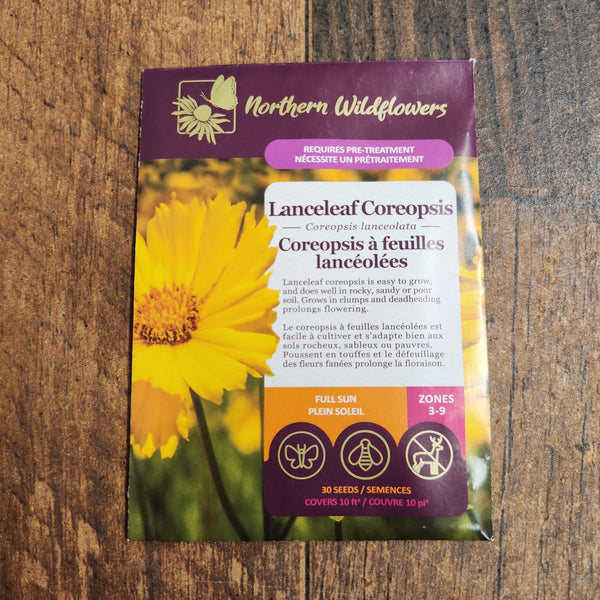 Northern Wildflowers
REQUIRES PRE-TREATMENT
NÉCESSITE UN PRÉTRAITEMENT
Lanceleaf Coreopsis
Coreopsis lanceolata
Coreopsis à feuilles
lancéolées
Lanceleaf coreopsis is easy to grow,
and does well in rocky, sandy or poor
soil. Grows in clumps and deadheading
prolongs flowering.
Le coreopsis à feuilles lancéolées est
facile à cultiver et s'adapte bien aux
sols rocheux, sableux ou pauvres.
Poussent en touffes et le défeuillage
des fleurs fanées prolonge la floraison.
FULL SUN
PLEIN SOLEIL
ZONES
3-9
30 SEEDS / SEMENCES
COVERS 10 ft² / COUVRE 10 pi²